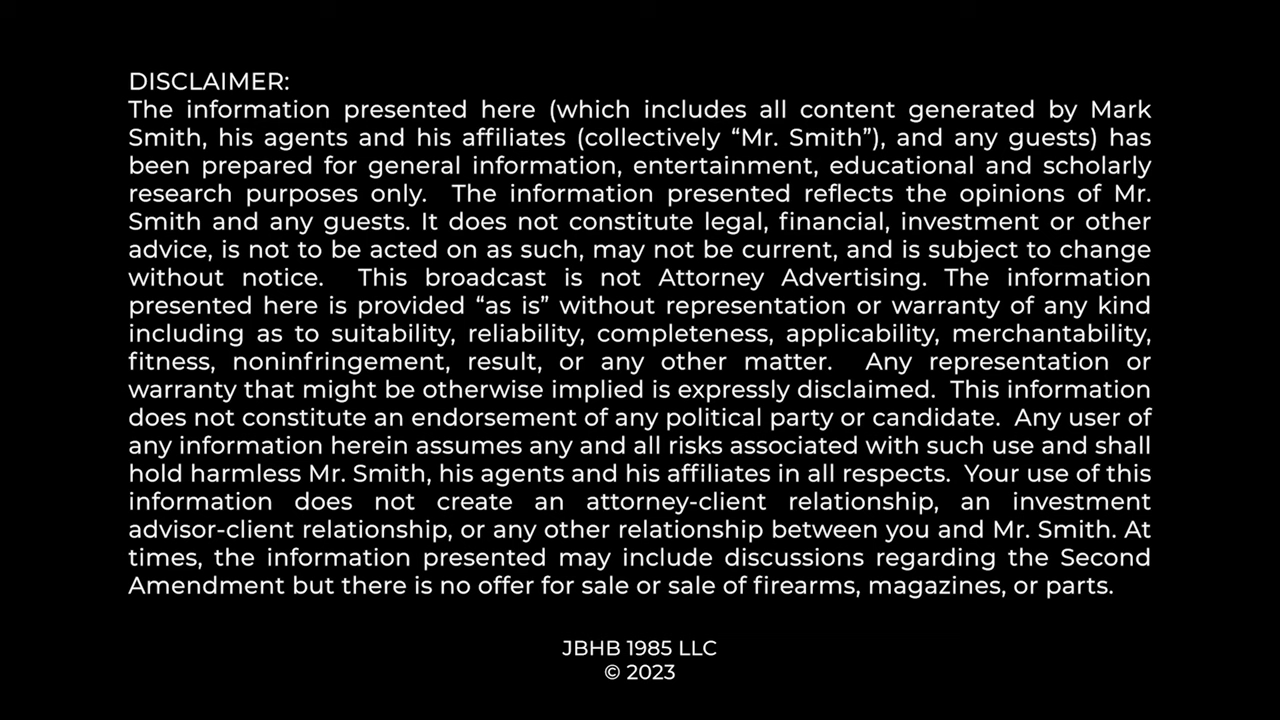 DISCLAIMER:
The information presented here (which includes all content generated by Mark
Smith, his agents and his affiliates (collectively “Mr. Smith”), and any guests) has
been prepared for general information, entertainment, educational and scholarly
research purposes only.  The information presented reflects the opinions of Mr.
Smith and any guests. It does not constitute legal, financial, investment or other
advice, is not to be acted on as such, may not be current, and is subject to change
without notice.  This broadcast is not Attorney Advertising. The information
presented here is provided “as is” without representation or warranty of any kind
including as to suitability, reliability, completeness, applicability, merchantability,
fitness, noninfringement, result, or any other matter.  Any representation or
warranty that might be otherwise implied is expressly disclaimed.  This information
does not constitute an endorsement of any political party or candidate.  Any user of
any information herein assumes any and all risks associated with such use and shall
hold harmless Mr. Smith, his agents and his affiliates in all respects.  Your use of this
information does not create an attorney-client relationship, an investment
advisor-client relationship, or any other relationship between you and Mr. Smith. At
times, the information presented may include discussions regarding the Second
Amendment but there is no offer for sale or sale of firearms, magazines, or parts.
JBHB 1985 LLC
© 2023